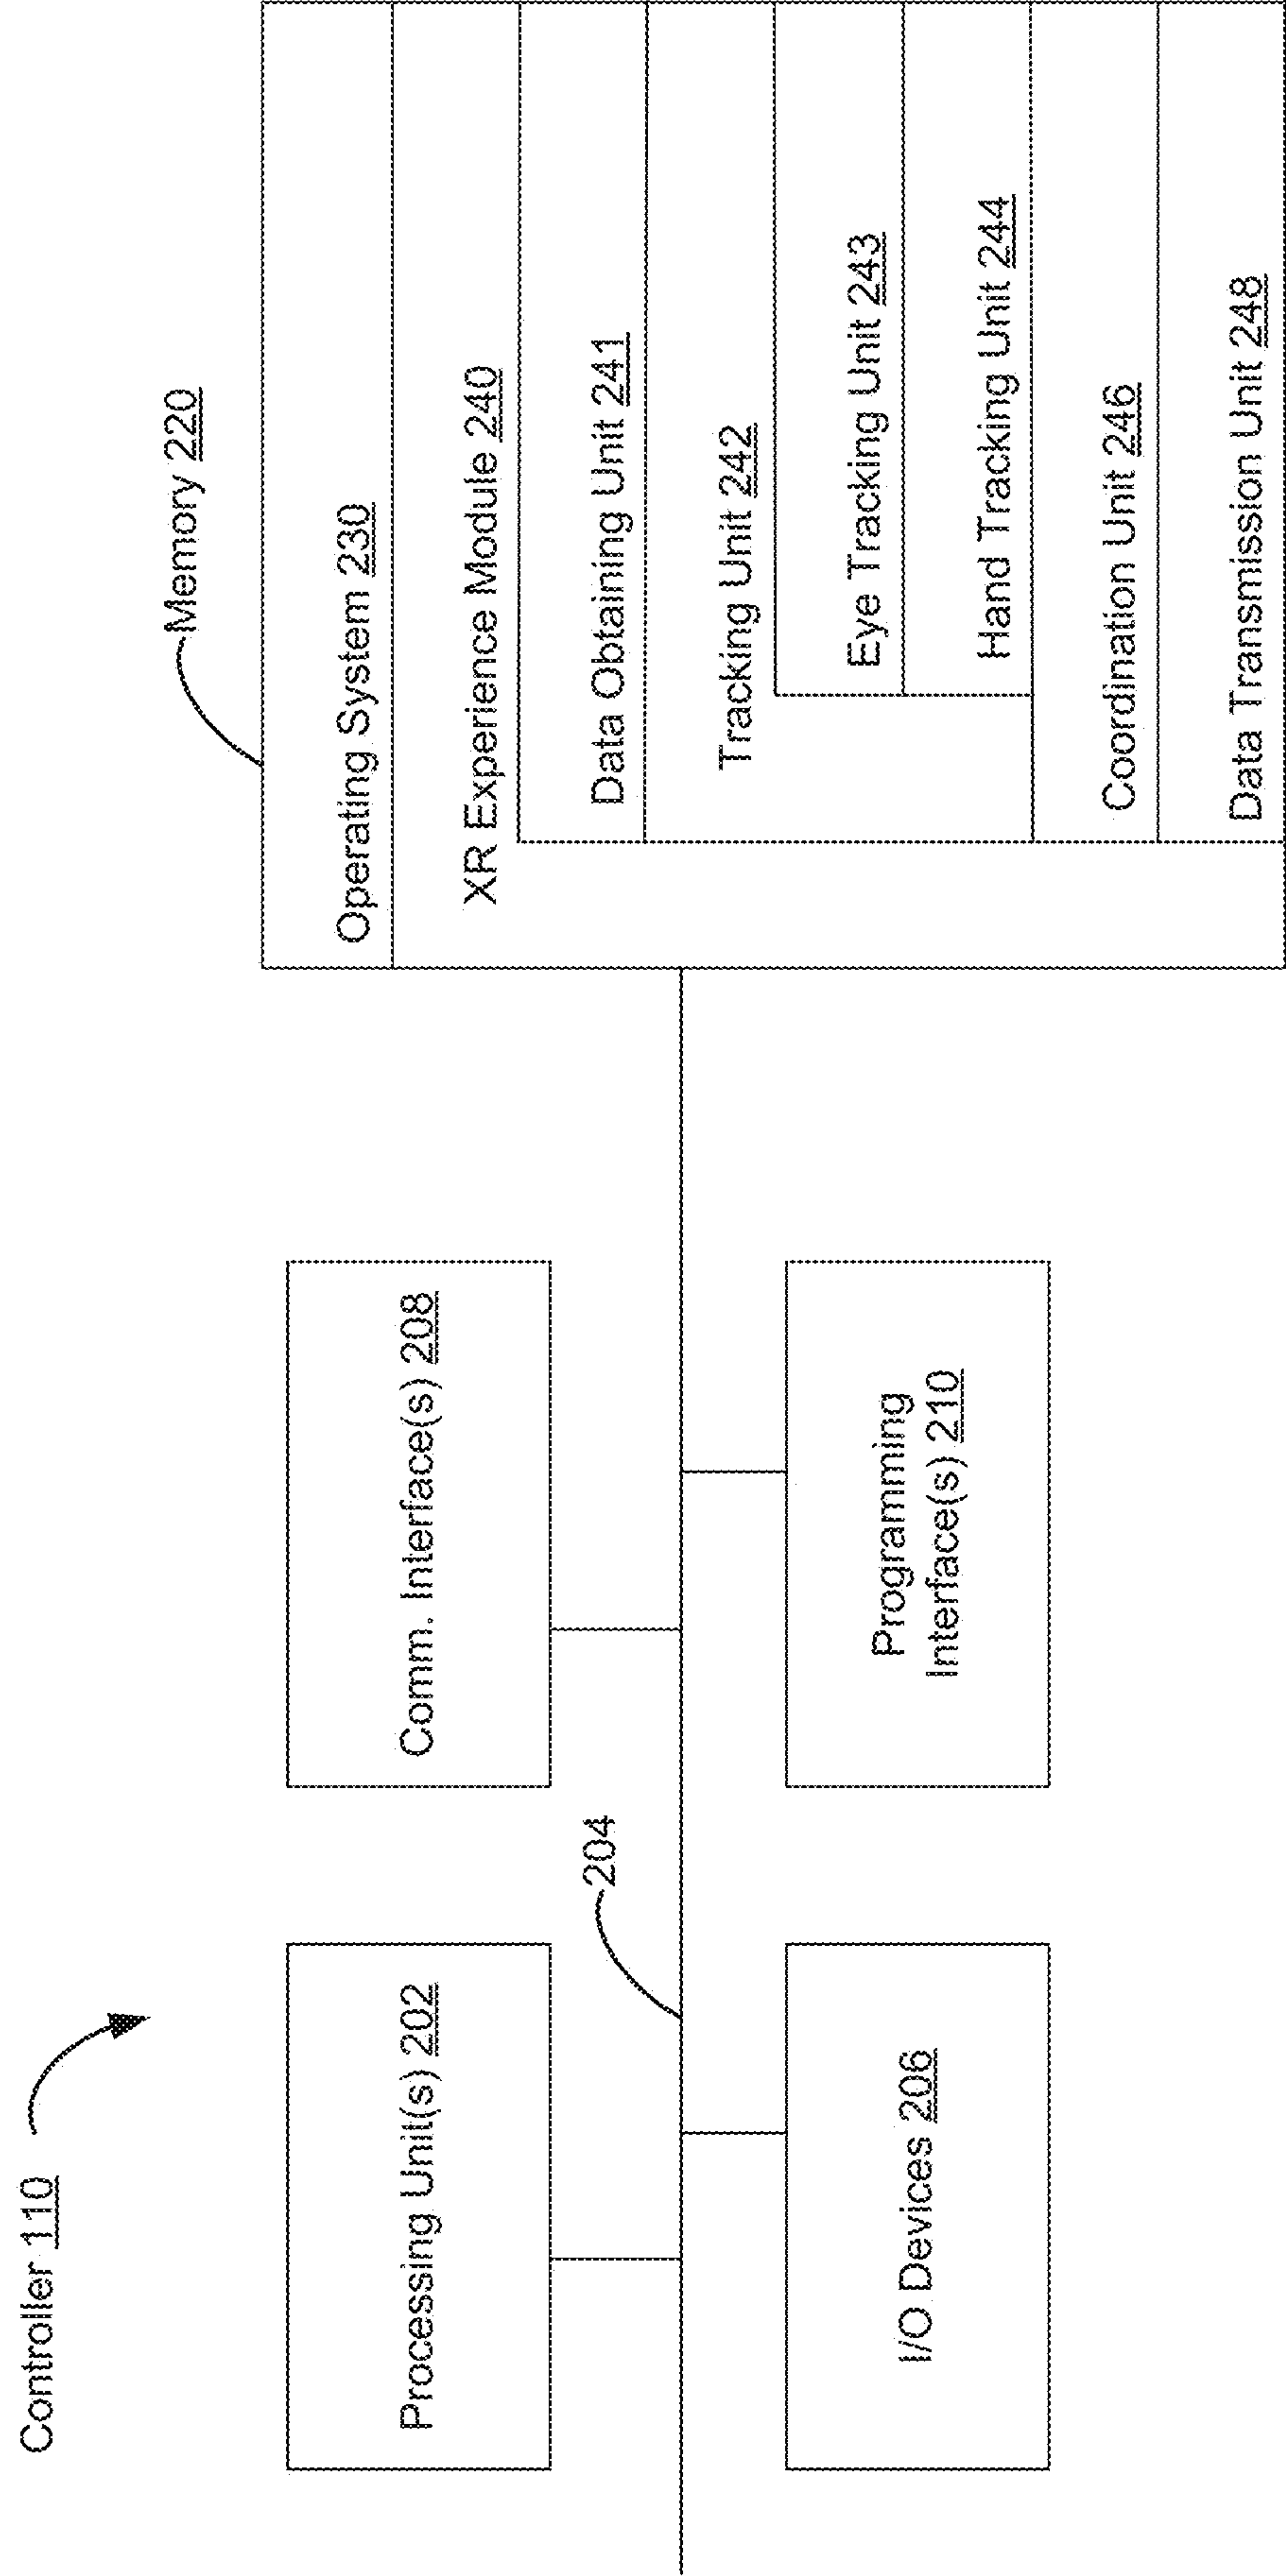 Controller 110
Memory 220
Processing Unit(s) 202
Comm. Interface(s) 208
204
I/O Devices 206
Programming
Interface(s) 210
Operating System 230
XR Experience Module 240
Data Obtaining Unit 241
Tracking Unit 242
Eye Tracking Unit 243
Hand Tracking Unit 244
Coordination Unit 246
Data Transmission Unit 248